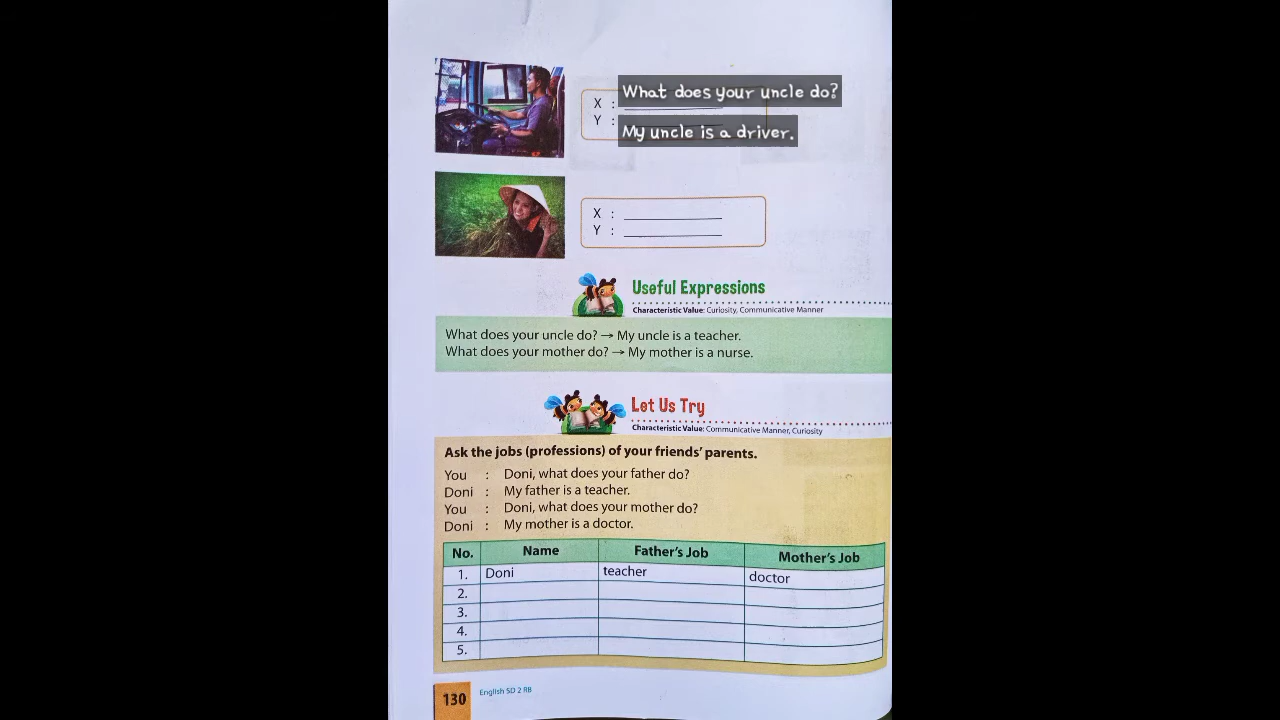 X : What does your uncle do?
Y : My uncle is a driver.
X : __________
Y : __________
Useful Expressions
Characteristic Value: Curiosity, Communicative Manner
What does your uncle do? → My uncle is a teacher.
What does your mother do? → My mother is a nurse.
Let Us Try
Characteristic Value: Communicative Manner, Curiosity
Ask the jobs (professions) of your friends' parents.
You : Doni, what does your father do?
Doni : My father is a teacher.
You : Doni, what does your mother do?
Doni : My mother is a doctor.
No. Name Father's Job Mother's Job
1. Doni teacher doctor
2.
3.
4.
5.
130 English SD 2 RB